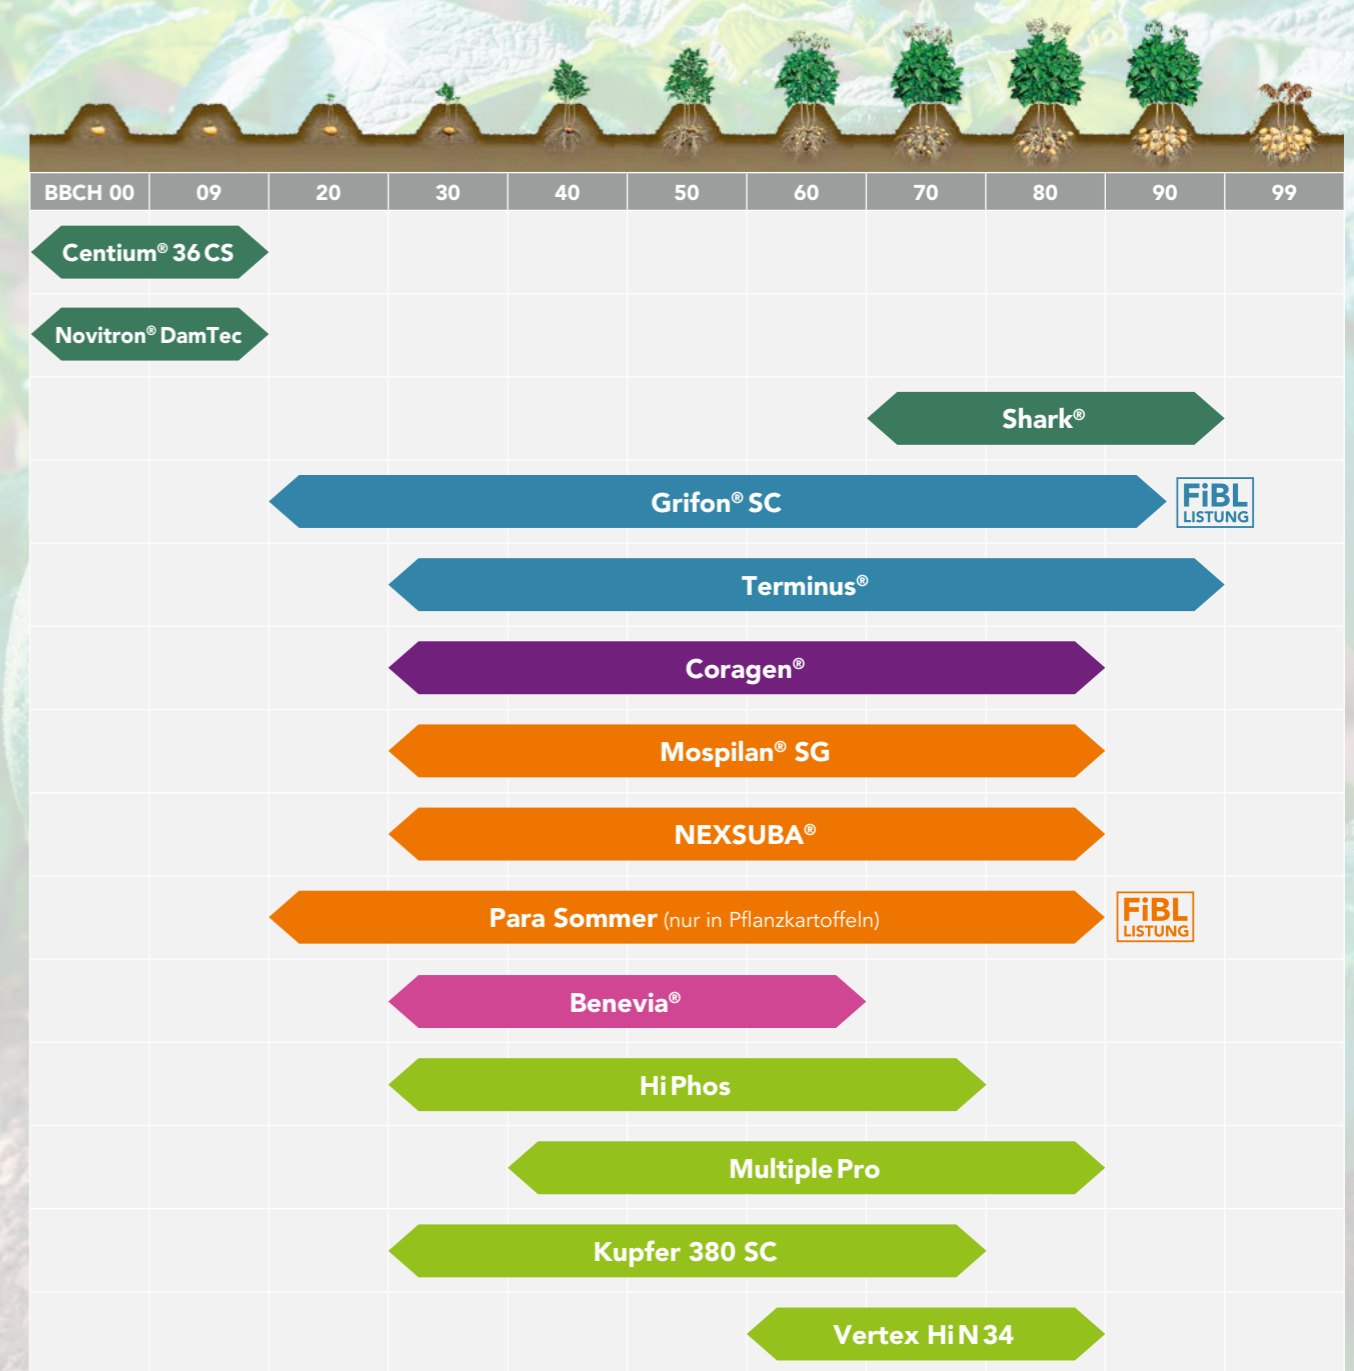 BBCH 00 09 20 30 40 50 60 70 80 90 99
Centium® 36 CS
Novitron® DamTec
Shark®
Grifon® SC
FiBL
LISTUNG
Terminus®
Coragen®
Mospilan® SG
NEXSUBA®
Para Sommer (nur in Pflanzkartoffeln)
FiBL
LISTUNG
Benevia®
Hi Phos
Multiple Pro
Kupfer 380 SC
Vertex Hi N 34